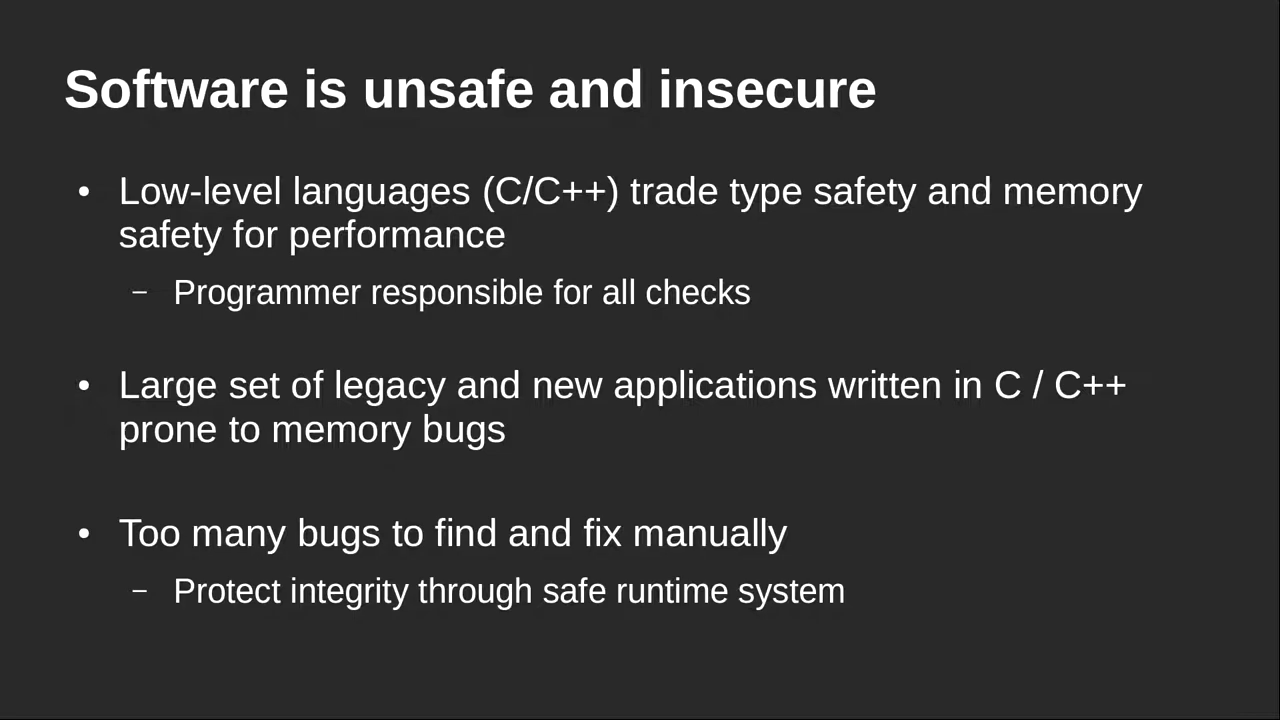 Software is unsafe and insecure
• Low-level languages (C/C++) trade type safety and memory
safety for performance
– Programmer responsible for all checks
• Large set of legacy and new applications written in C / C++
prone to memory bugs
• Too many bugs to find and fix manually
– Protect integrity through safe runtime system